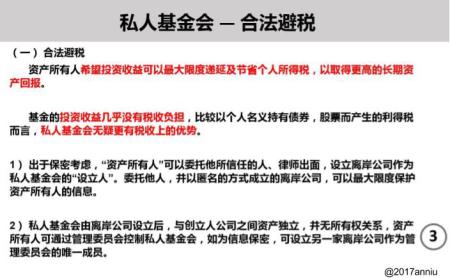 私人基金会 — 合法避税
（一）合法避税
资产所有人希望投资收益可以最大限度递延及节省个人所得税，以取得更高的长期资
产回报。
基金的投资收益几乎没有税收负担，比较以个人名义持有债券，股票而产生的利得税
而言，私人基金会无疑更有税收上的优势。
1）出于保密考虑，“资产所有人”可以委托他所信任的人、律师出面，设立离岸公司作为
私人基金会的“设立人”。委托他人，并以匿名的方式成立的离岸公司，可以最大限度保护
资产所有人的信息。
2）私人基金会由离岸公司设立后，与创立人公司之间资产独立，并无所有权关系，资产
所有人可通过管理委员会控制私人基金会，如为信息保密，可设立另一家离岸公司作为管
理委员会的唯一成员。
3
@2017anniu